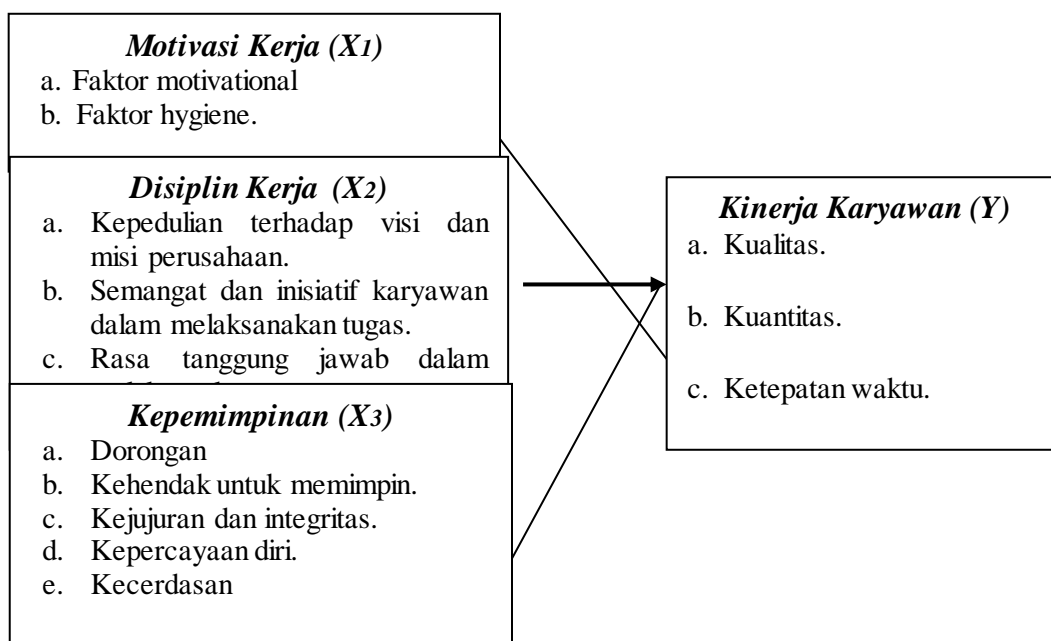 Motivasi Kerja (X1)
a. Faktor motivational
b. Faktor hygiene.
Disiplin Kerja (X2)
a. Kepedulian terhadap visi dan
misi perusahaan.
b. Semangat dan inisiatif karyawan
dalam melaksanakan tugas.
c. Rasa tanggung jawab dalam
Kepemimpinan (X3)
a. Dorongan
b. Kehendak untuk memimpin.
c. Kejujuran dan integritas.
d. Kepercayaan diri.
e. Kecerdasan
Kinerja Karyawan (Y)
a. Kualitas.
b. Kuantitas.
c. Ketepatan waktu.